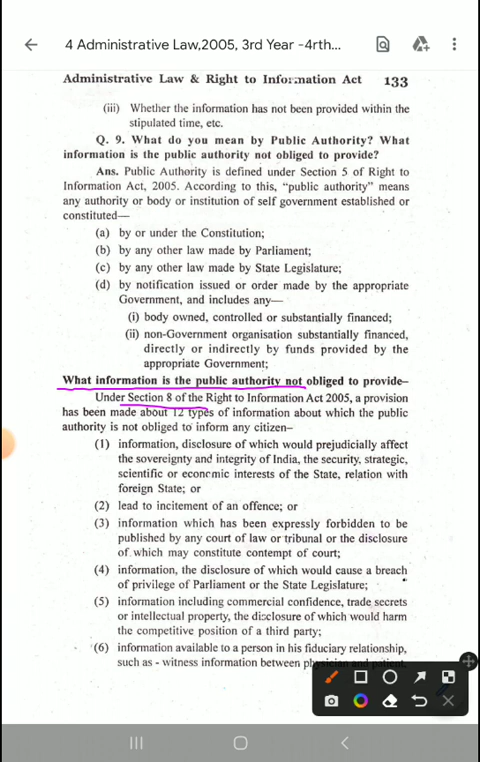 4 Administrative Law,2005, 3rd Year -4rth...
Administrative Law & Right to Information Act 133
(iii) Whether the information has not been provided within the
stipulated time, etc.
Q. 9. What do you mean by Public Authority? What
information is the public authority not obliged to provide?
Ans. Public Authority is defined under Section 5 of Right to
Information Act, 2005. According to this, “public authority” means
any authority or body or institution of self government established or
constituted—
(a) by or under the Constitution;
(b) by any other law made by Parliament;
(c) by any other law made by State Legislature;
(d) by notification issued or order made by the appropriate
Government, and includes any—
(i) body owned, controlled or substantially financed;
(ii) non-Government organisation substantially financed,
directly or indirectly by funds provided by the
appropriate Government;
What information is the public authority not obliged to provide–
Under Section 8 of the Right to Information Act 2005, a provision
has been made about 12 types of information about which the public
authority is not obliged to inform any citizen–
(1) information, disclosure of which would prejudicially affect
the sovereignty and integrity of India, the security, strategic,
scientific or economic interests of the State, relation with
foreign State; or
(2) lead to incitement of an offence; or
(3) information which has been expressly forbidden to be
published by any court of law or tribunal or the disclosure
of which may constitute contempt of court;
(4) information, the disclosure of which would cause a breach
of privilege of Parliament or the State Legislature;
(5) information including commercial confidence, trade secrets
or intellectual property, the disclosure of which would harm
the competitive position of a third party;
(6) information available to a person in his fiduciary relationship,
such as - witness information between